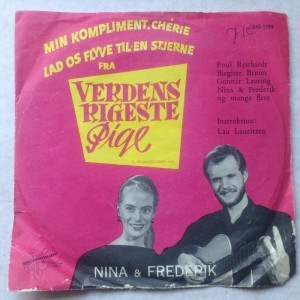 MIN KOMPLIMENT, CHÉRIE
LAD OS FLYVE TIL EN STJERNE
FRA
VERDENS
RIGESTE
Pige
Poul Reichardt
Birgitte Bruun
Gunnar Lauring
Nina & Frederik
og mange flere
Instruktion:
Lau Lauritzen
NINA & FREDERIK